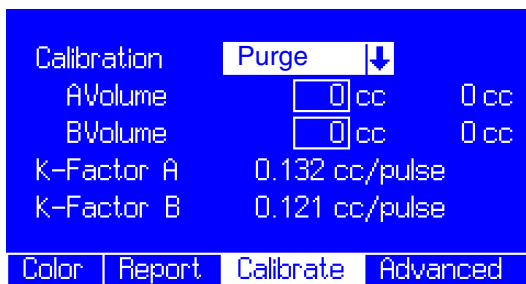 Calibration Purge
AVolume 0 cc 0 cc
BVolume 0 cc 0 cc
K-Factor A 0.132 cc/pulse
K-Factor B 0.121 cc/pulse
Color Report Calibrate Advanced